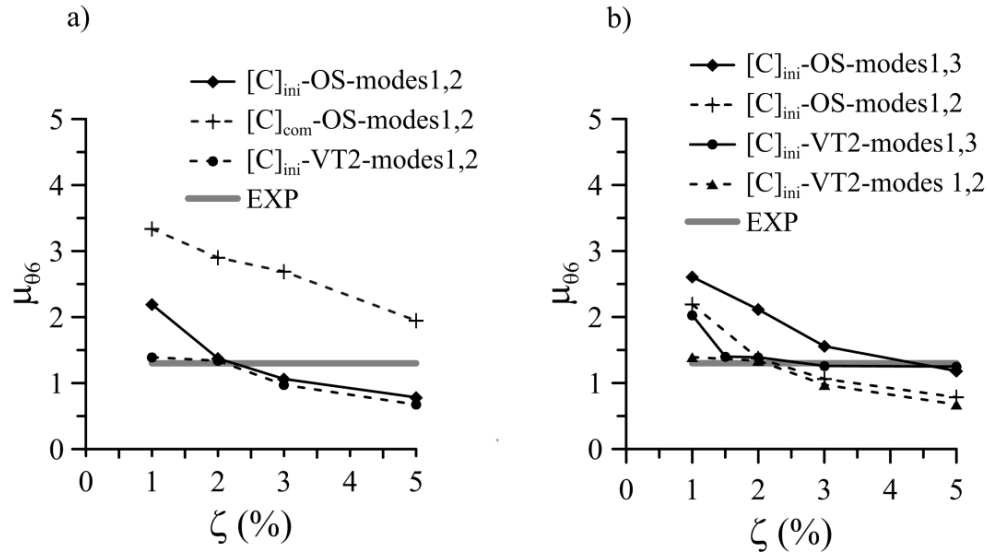 a)
[C]ini-OS-modes1,2
[C]com-OS-modes1,2
[C]ini-VT2-modes1,2
EXP
μθ6
5
4
3
2
1
0
0 1 2 3 4 5
ζ (%)
b)
[C]ini-OS-modes1,3
[C]ini-OS-modes1,2
[C]ini-VT2-modes1,3
[C]ini-VT2-modes 1,2
EXP
μθ6
5
4
3
2
1
0
0 1 2 3 4 5
ζ (%)